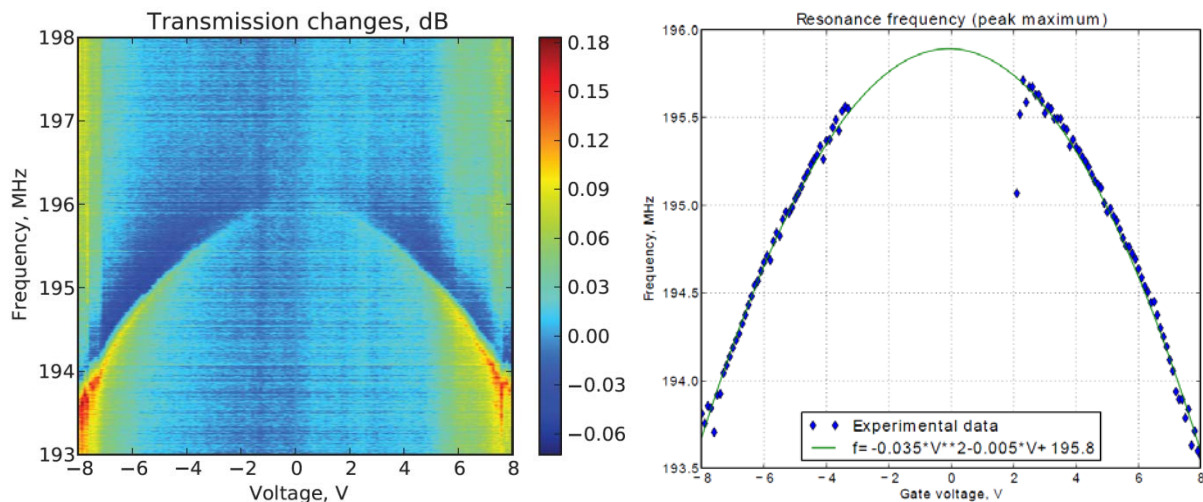 Transmission changes, dB
198
197
196
195
194
193
Frequency, MHz
−8 −6 −4 −2 0 2 4 6 8
Voltage, V
0.18
0.15
0.12
0.09
0.06
0.03
0.00
−0.03
−0.06
Resonance frequency (peak maximum)
196.0
195.5
195.0
194.5
194.0
193.5
Frequency, MHz
Experimental data
f= -0.035*V**2-0.005*V+ 195.8
−8 −6 −4 −2 0 2 4 6 8
Gate voltage, V